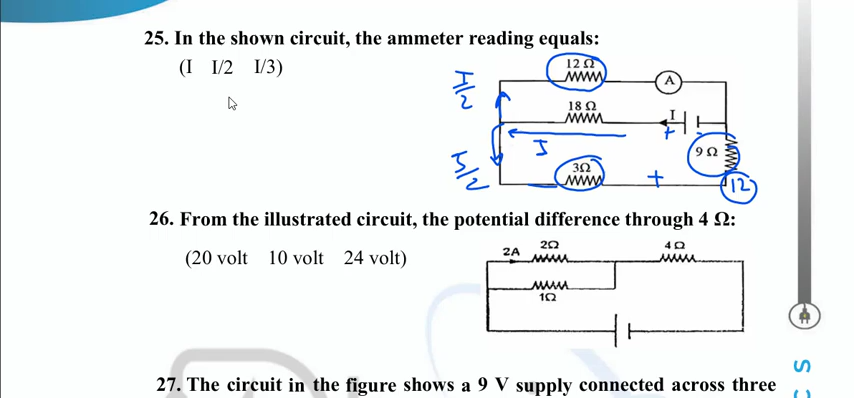 25. In the shown circuit, the ammeter reading equals:
(I I/2 I/3)
12 Ω
A
I/2
18 Ω
I
+
I
9 Ω
I/2
3Ω
+
12
26. From the illustrated circuit, the potential difference through 4 Ω:
(20 volt 10 volt 24 volt)
2A
2Ω
4 Ω
1Ω
27. The circuit in the figure shows a 9 V supply connected across three
S